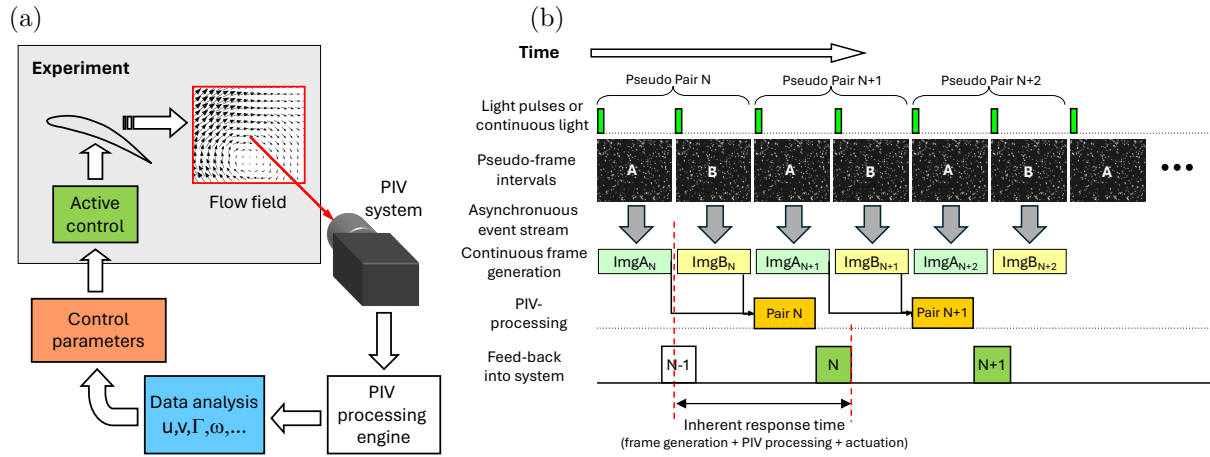 (a)
Experiment
Flow field
Active
control
PIV
system
Control
parameters
Data analysis
u,v,Γ,ω,...
PIV
processing
engine
(b)
Time
Pseudo Pair N
Pseudo Pair N+1
Pseudo Pair N+2
Light pulses or
continuous light
Pseudo-frame
intervals
A
B
A
B
A
B
A
•••
Asynchronuous
event stream
Continuous frame
generation
ImgA_N
ImgB_N
ImgA_N+1
ImgB_N+1
ImgA_N+2
ImgB_N+2
PIV-
processing
Pair N
Pair N+1
Feed-back
into system
N-1
N
N+1
Inherent response time
(frame generation + PIV processing + actuation)